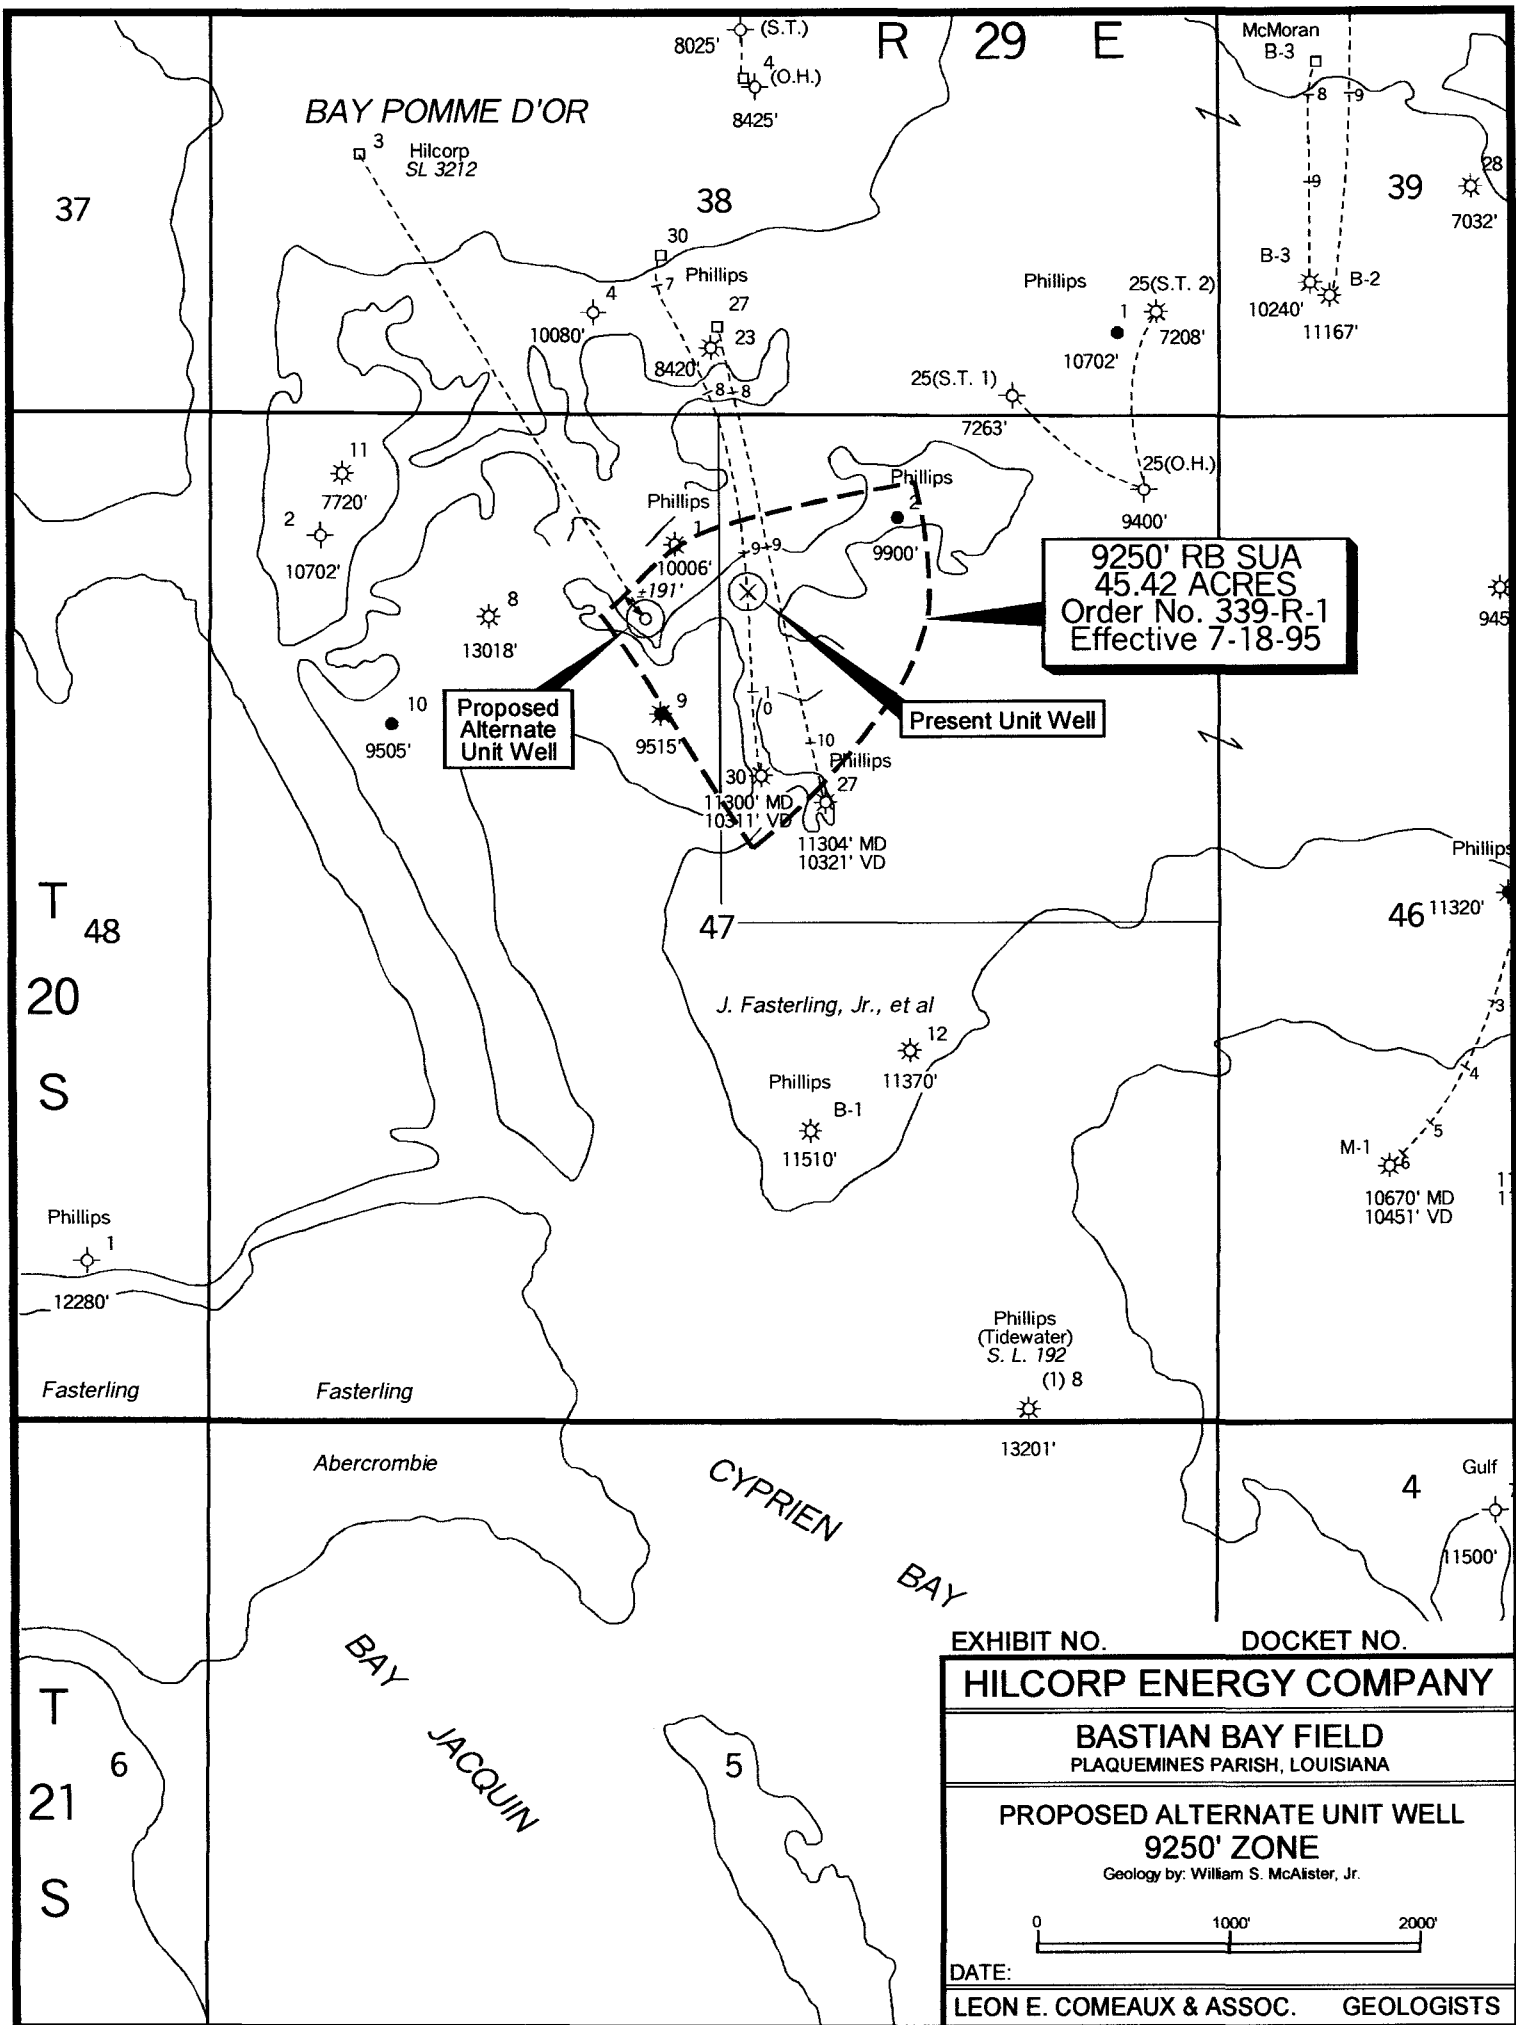 R 29 E
8025'
(S.T.)
4
(O.H.)
8425'
McMoran
B-3
8
9
9
BAY POMME D'OR
3
Hilcorp
SL 3212
37
38
39
28
7032'
30
7
Phillips
4
10080'
27
23
8420'
8
8
Phillips
25(S.T. 2)
1
7208'
10702'
B-3
10240'
B-2
11167'
25(S.T. 1)
7263'
25(O.H.)
9400'
11
7720'
2
10702'
Phillips
1
10006'
±191'
9
9
Phillips
2
9900'
9250' RB SUA
45.42 ACRES
Order No. 339-R-1
Effective 7-18-95
945
8
13018'
10
9505'
Proposed
Alternate
Unit Well
9
9515'
10
Present Unit Well
10
30
11300' MD
10311' VD
Phillips
27
11304' MD
10321' VD
Phillips
T
48
20
S
47
46
11320'
J. Fasterling, Jr., et al
12
11370'
Phillips
B-1
11510'
3
4
5
6
M-1
10670' MD
10451' VD
Phillips
1
12280'
Phillips
(Tidewater)
S. L. 192
(1) 8
13201'
Fasterling
Fasterling
Abercrombie
CYPRIEN BAY
4
Gulf
11500'
BAY JACQUIN
T
6
21
S
5
EXHIBIT NO. DOCKET NO.
HILCORP ENERGY COMPANY
BASTIAN BAY FIELD
PLAQUEMINES PARISH, LOUISIANA
PROPOSED ALTERNATE UNIT WELL
9250' ZONE
Geology by: William S. McAlister, Jr.
0 1000' 2000'
DATE:
LEON E. COMEAUX & ASSOC. GEOLOGISTS